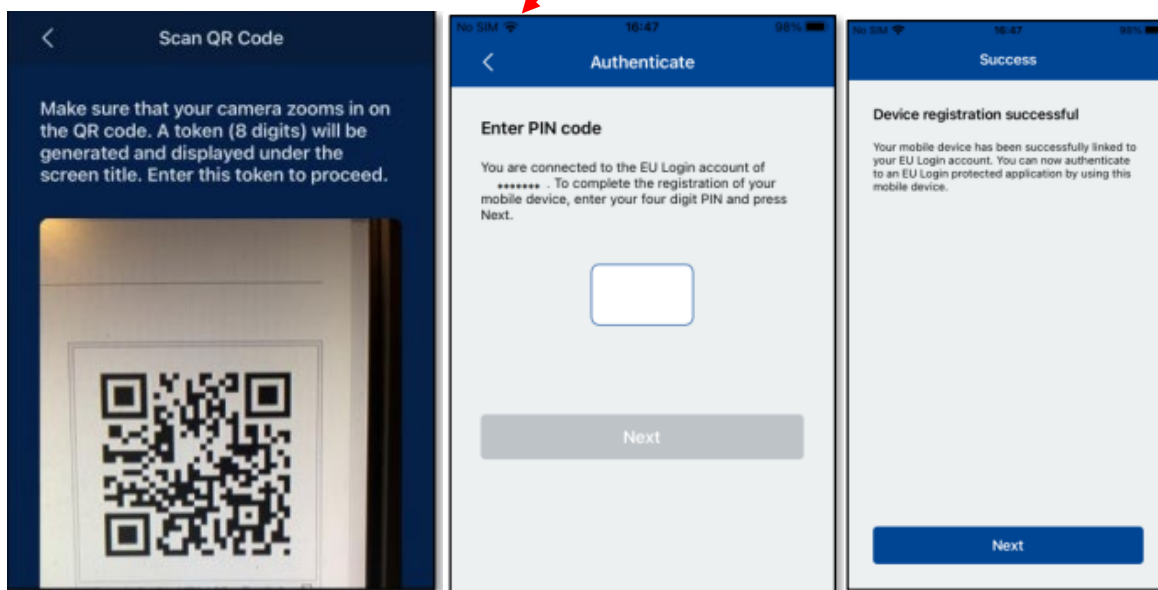 Scan QR Code
Make sure that your camera zooms in on
the QR code. A token (8 digits) will be
generated and displayed under the
screen title. Enter this token to proceed.
No SIM 16:47 98%
Authenticate
Enter PIN code
You are connected to the EU Login account of
••••••• . To complete the registration of your
mobile device, enter your four digit PIN and press
Next.
Next
No SIM 16:47 98%
Success
Device registration successful
Your mobile device has been successfully linked to
your EU Login account. You can now authenticate
to an EU Login protected application by using this
mobile device.
Next